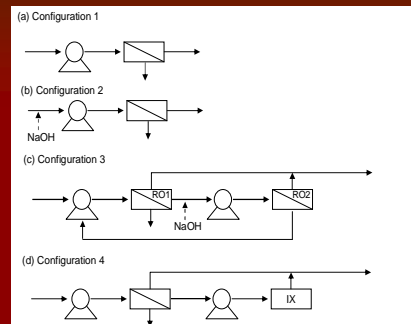 (a) Configuration 1
(b) Configuration 2
NaOH
(c) Configuration 3
RO1
RO2
NaOH
(d) Configuration 4
IX